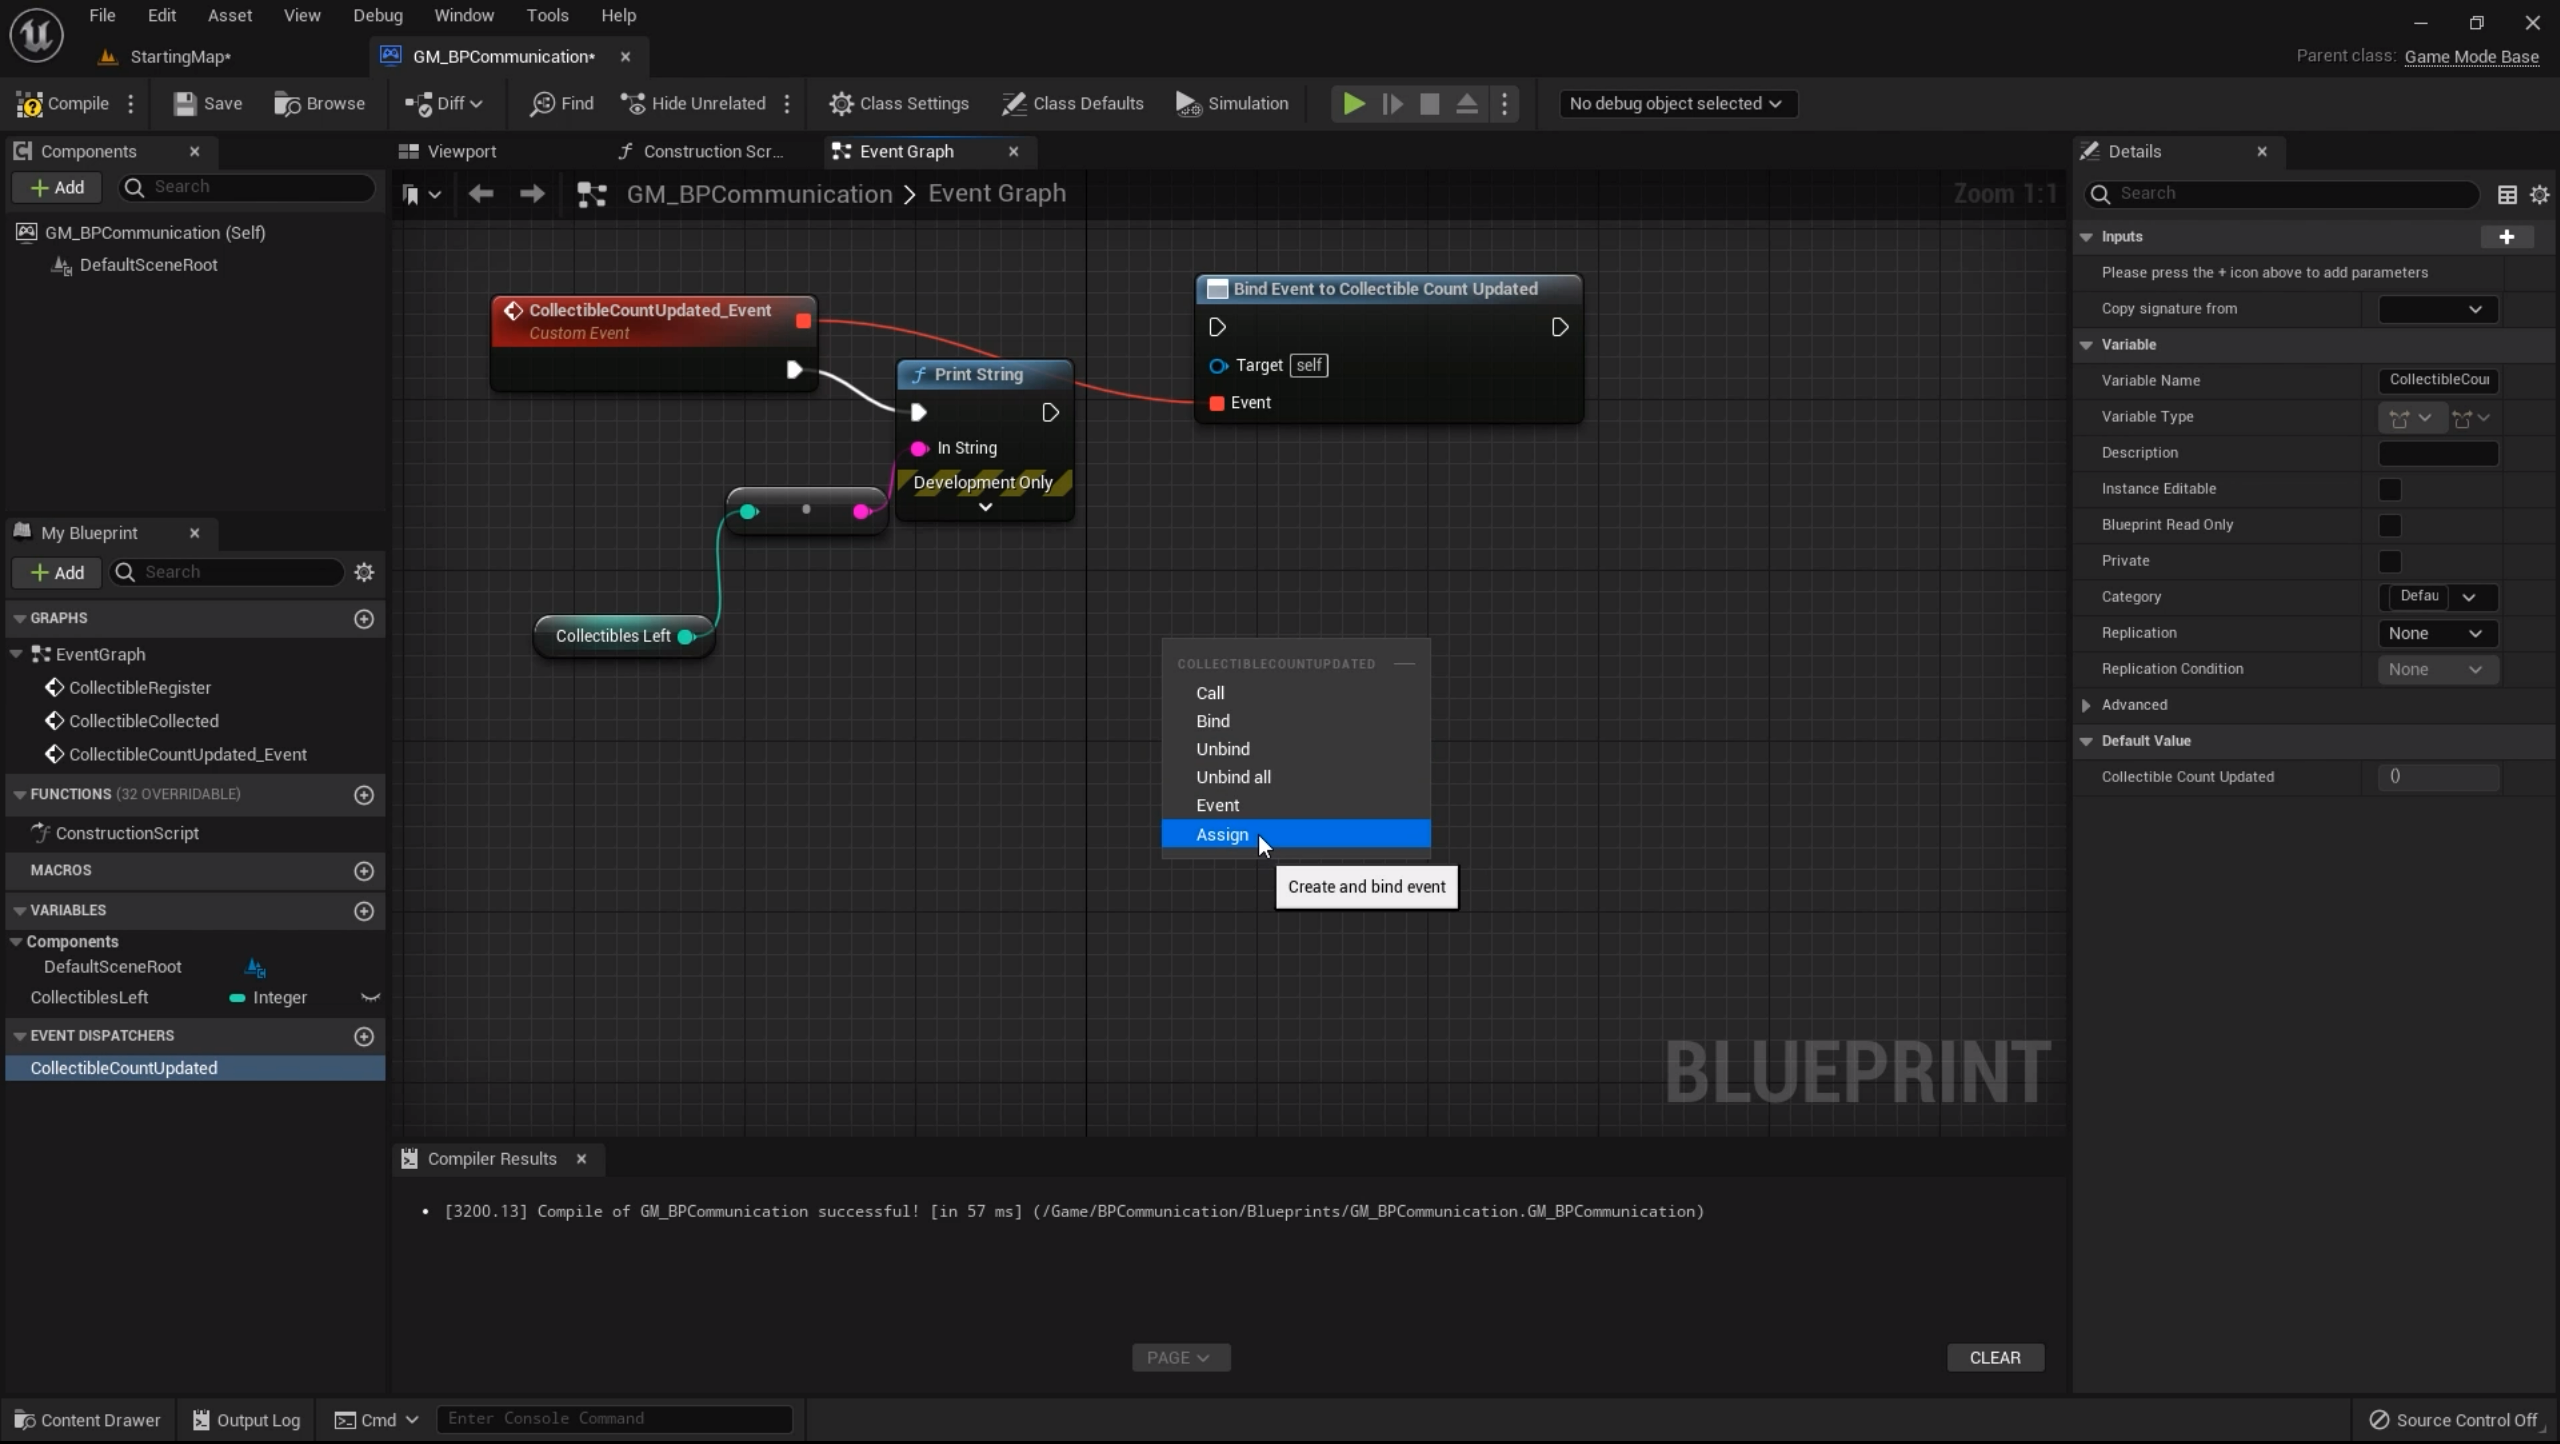 File Edit Asset View Debug Window Tools Help
StartingMap*
GM_BPCommunication*
Parent class: Game Mode Base
Compile
Save
Browse
Diff
Find
Hide Unrelated
Class Settings
Class Defaults
Simulation
No debug object selected
Components
Add
Search
GM_BPCommunication (Self)
DefaultSceneRoot
My Blueprint
Add
Search
GRAPHS
EventGraph
CollectibleRegister
CollectibleCollected
CollectibleCountUpdated_Event
FUNCTIONS (32 OVERRIDABLE)
ConstructionScript
MACROS
VARIABLES
Components
DefaultSceneRoot
CollectiblesLeft Integer
EVENT DISPATCHERS
CollectibleCountUpdated
Viewport
Construction Scr...
Event Graph
GM_BPCommunication > Event Graph
Zoom 1:1
CollectibleCountUpdated_Event
Custom Event
Print String
In String
Development Only
Collectibles Left
Bind Event to Collectible Count Updated
Target self
Event
COLLECTIBLECOUNTUPDATED
Call
Bind
Unbind
Unbind all
Event
Assign
Create and bind event
BLUEPRINT
Compiler Results
• [3200.13] Compile of GM_BPCommunication successful! [in 57 ms] (/Game/BPCommunication/Blueprints/GM_BPCommunication.GM_BPCommunication)
PAGE
CLEAR
Details
Search
Inputs
Please press the + icon above to add parameters
Copy signature from
Variable
Variable Name CollectibleCou
Variable Type
Description
Instance Editable
Blueprint Read Only
Private
Category Defau
Replication None
Replication Condition None
Advanced
Default Value
Collectible Count Updated ()
Content Drawer
Output Log
Cmd
Enter Console Command
Source Control Off